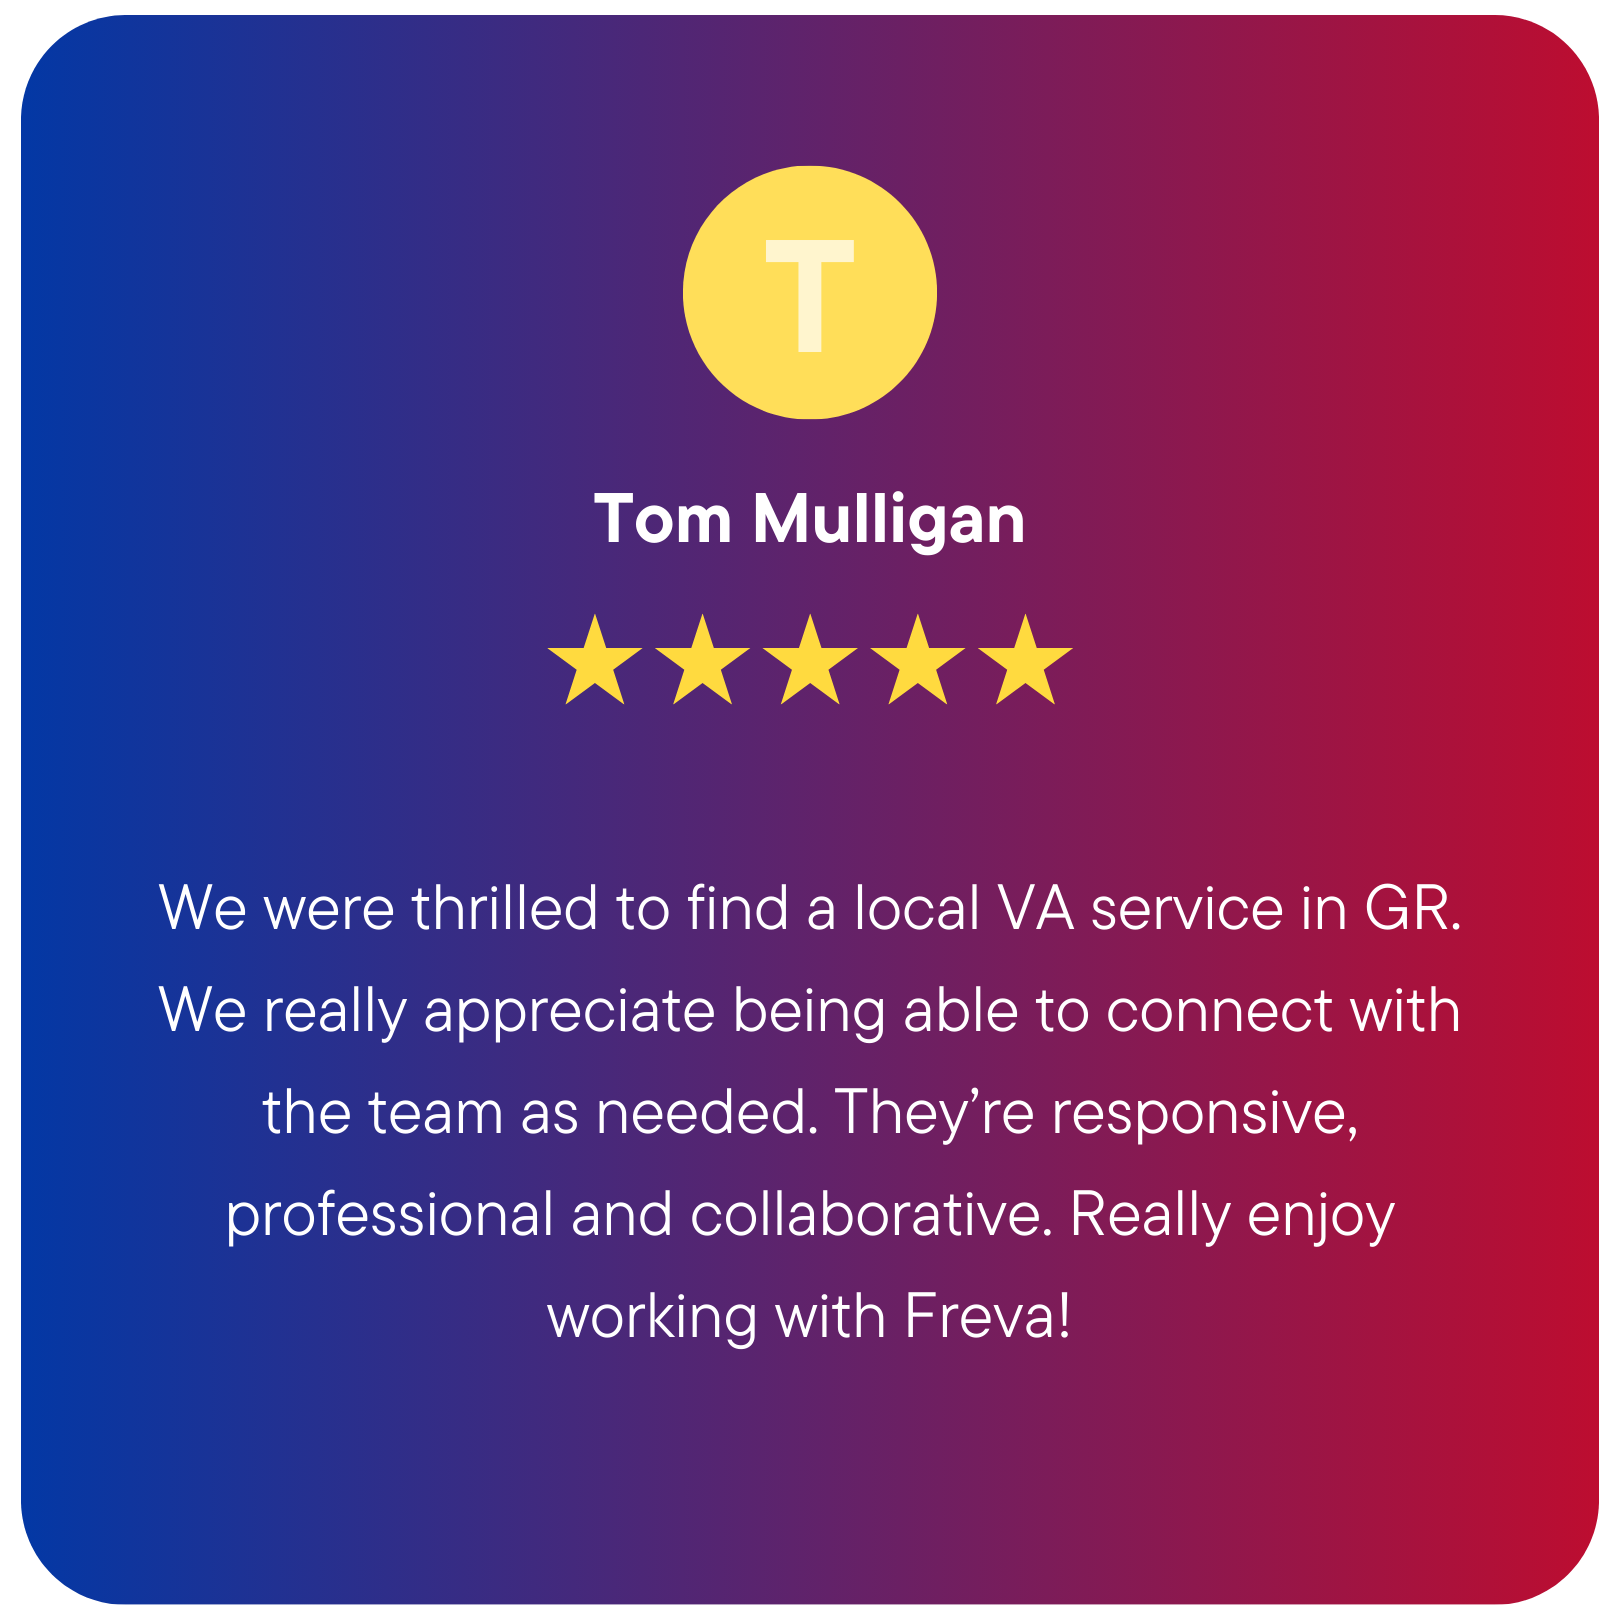 T
Tom Mulligan
We were thrilled to find a local VA service in GR.
We really appreciate being able to connect with
the team as needed. They’re responsive,
professional and collaborative. Really enjoy
working with Freva!